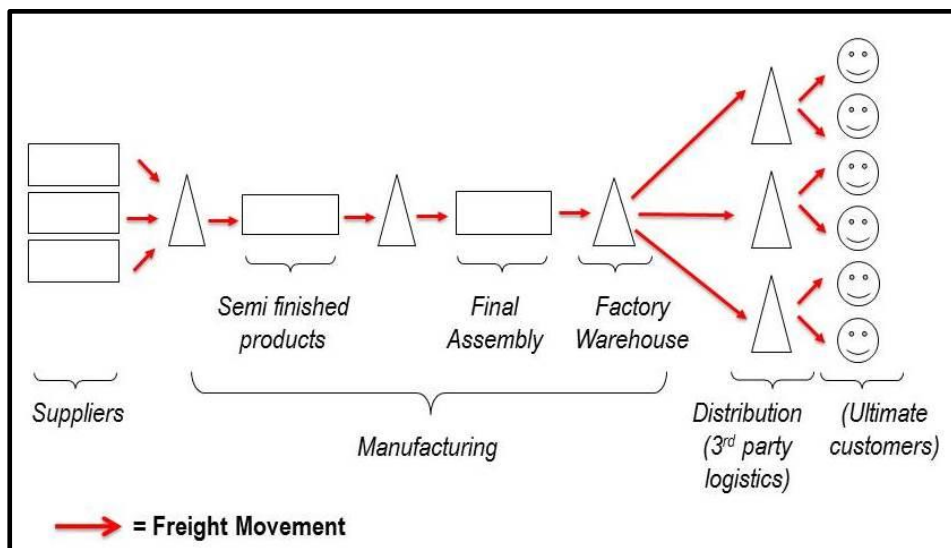 Semi finished
products
Final
Assembly
Factory
Warehouse
Suppliers
Manufacturing
Distribution
(3rd party
logistics)
(Ultimate
customers)
= Freight Movement